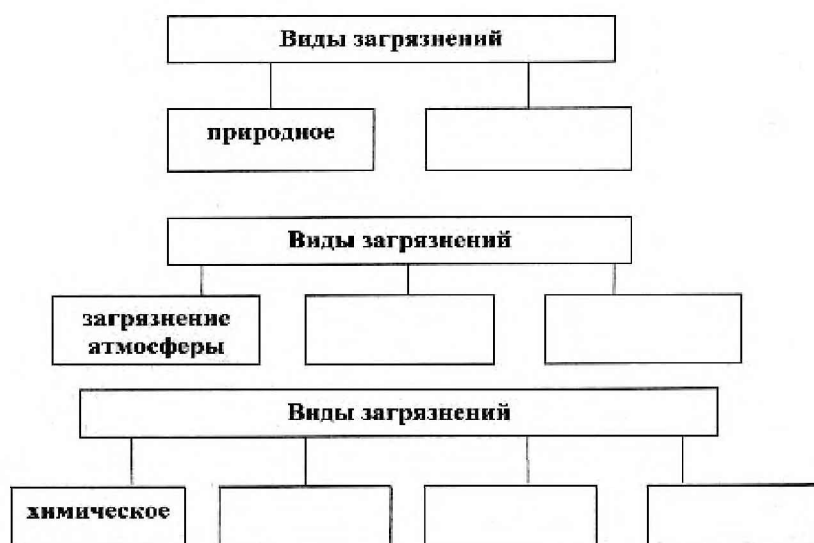 Виды загрязнений
природное
Виды загрязнений
загрязнение
атмосферы
Виды загрязнений
химическое